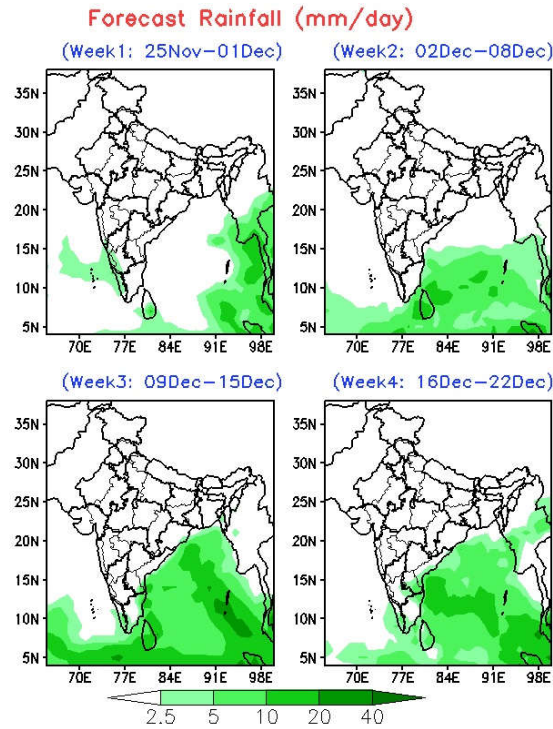 Forecast Rainfall (mm/day)
(Week1: 25Nov–01Dec)
(Week2: 02Dec–08Dec)
35N
30N
25N
20N
15N
10N
5N
70E 77E 84E 91E 98E
35N
30N
25N
20N
15N
10N
5N
70E 77E 84E 91E 98E
(Week3: 09Dec–15Dec)
(Week4: 16Dec–22Dec)
35N
30N
25N
20N
15N
10N
5N
70E 77E 84E 91E 98E
35N
30N
25N
20N
15N
10N
5N
70E 77E 84E 91E 98E
2.5 5 10 20 40